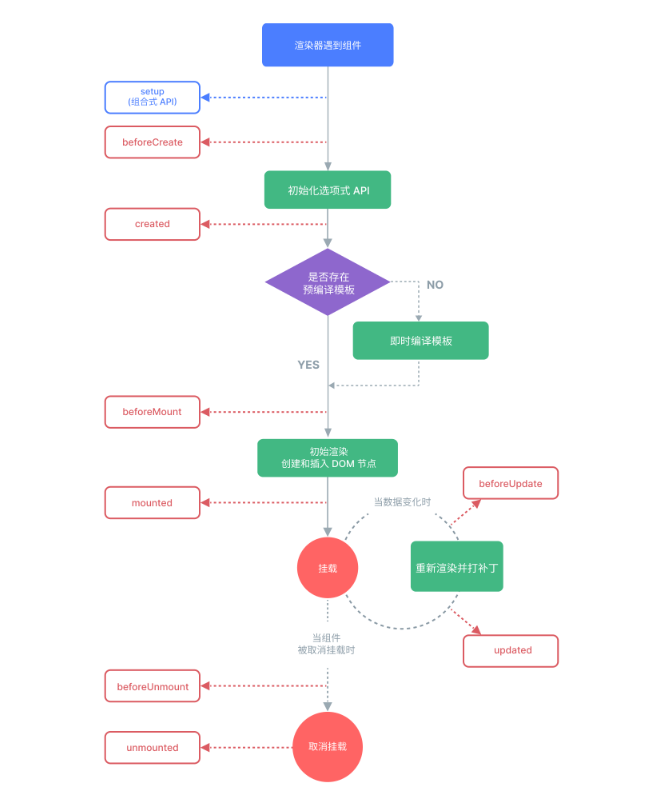 渲染器遇到组件
setup
(组合式 API)
beforeCreate
初始化选项式 API
created
是否存在
预编译模板
NO
即时编译模板
YES
beforeMount
初始渲染
创建和插入 DOM 节点
beforeUpdate
mounted
当数据变化时
挂载
重新渲染并打补丁
当组件
被取消挂载时
updated
beforeUnmount
unmounted
取消挂载